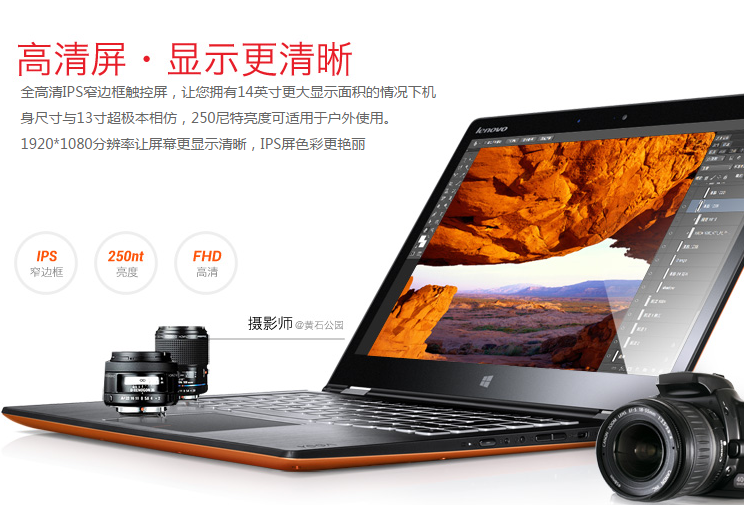 高清屏·显示更清晰
全高清IPS窄边框触控屏，让您拥有14英寸更大显示面积的情况下机
身尺寸与13寸超极本相仿，250尼特亮度可适用于户外使用。
1920*1080分辨率让屏幕更显示清晰，IPS屏色彩更艳丽
lenovo
IPS
窄边框
250nt
亮度
FHD
高清
摄影师@黄石公园
YOGA